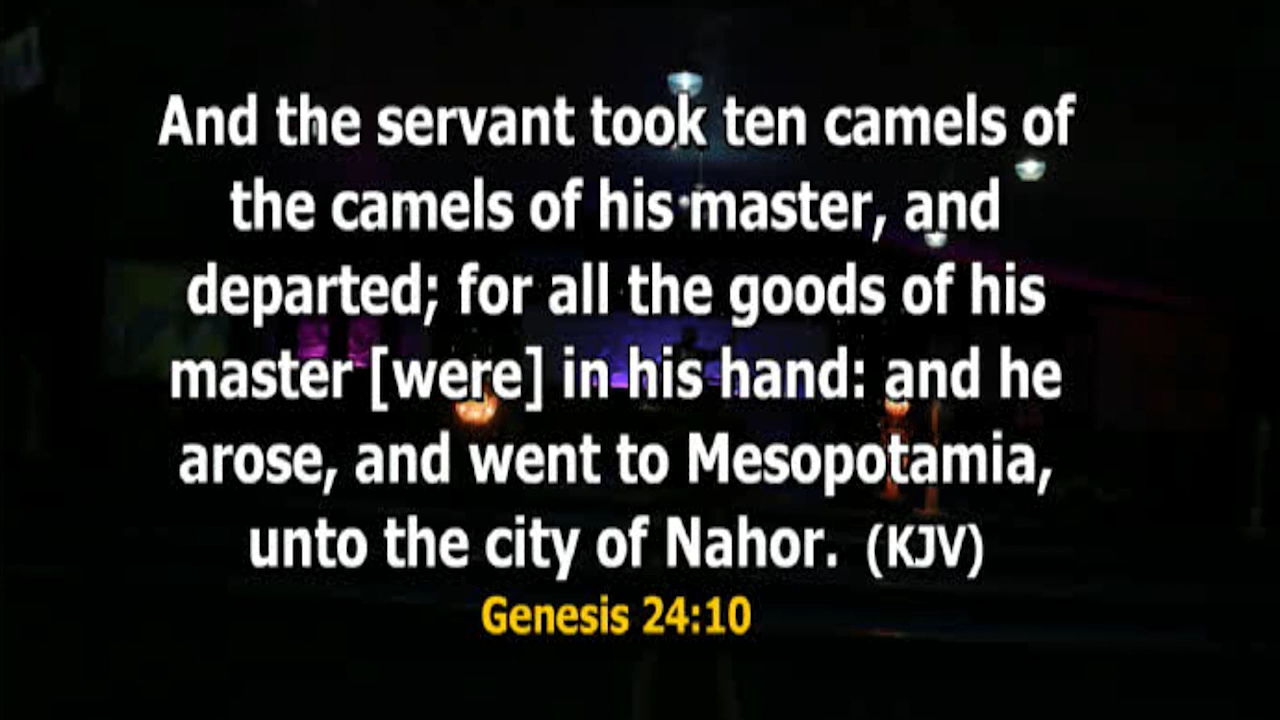 And the servant took ten camels of
the camels of his master, and
departed; for all the goods of his
master [were] in his hand: and he
arose, and went to Mesopotamia,
unto the city of Nahor. (KJV)
Genesis 24:10